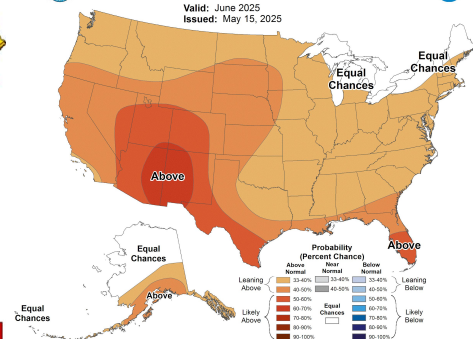 Valid: June 2025
Issued: May 15, 2025
Equal
Chances
Equal
Chances
Above
Above
Equal
Chances
Above
Equal
Chances
Probability
(Percent Chance)
Above
Normal
Near
Normal
Below
Normal
Leaning
Above
33-40%
33-40%
33-40%
Leaning
Below
40-50%
40-50%
40-50%
Likely
Above
50-60%
Equal
Chances
50-60%
Likely
Below
60-70%
60-70%
70-80%
70-80%
80-90%
80-90%
90-100%
90-100%